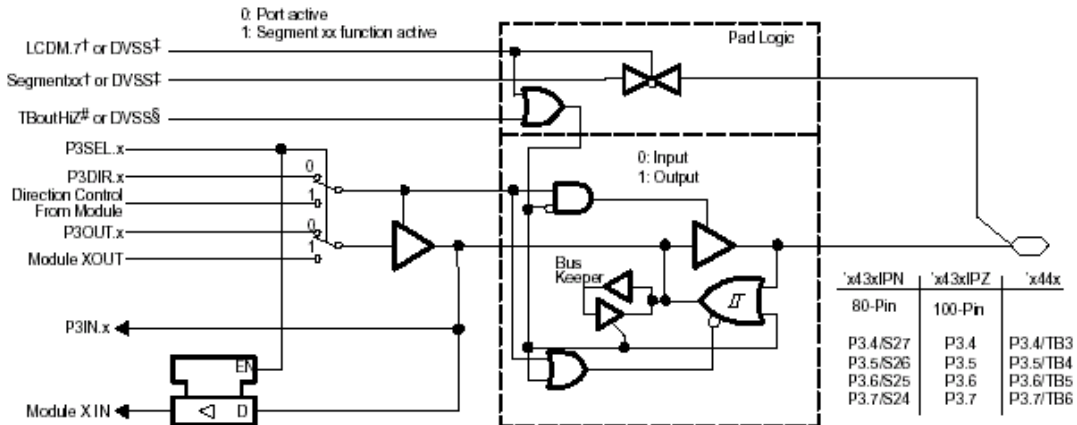 0: Port active
1: Segment xx function active
Pad Logic
LCDM.7† or DVSS‡
Segmentxx† or DVSS‡
TBoutHiZ# or DVSS§
P3SEL.x
0: Input
1: Output
0
P3DIR.x
Direction Control
From Module
1
0
P3OUT.x
1
Module XOUT
Bus
Keeper
'x43xIPN 'x43xIPZ 'x44x
80-Pin 100-Pin
P3IN.x
P3.4/S27 P3.4 P3.4/TB3
P3.5/S26 P3.5 P3.5/TB4
P3.6/S25 P3.6 P3.6/TB5
P3.7/S24 P3.7 P3.7/TB6
EN
Module X IN
D